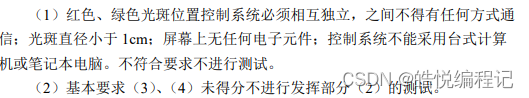 （1）红色、绿色光斑位置控制系统必须相互独立，之间不得有任何方式通
信；光斑直径小于 1cm；屏幕上无任何电子元件；控制系统不能采用台式计算
机或笔记本电脑。不符合要求不进行测试。
（2）基本要求（3）、（4）未得分不进行发挥部分（2）的测试。
CSDN @皓悦编程记